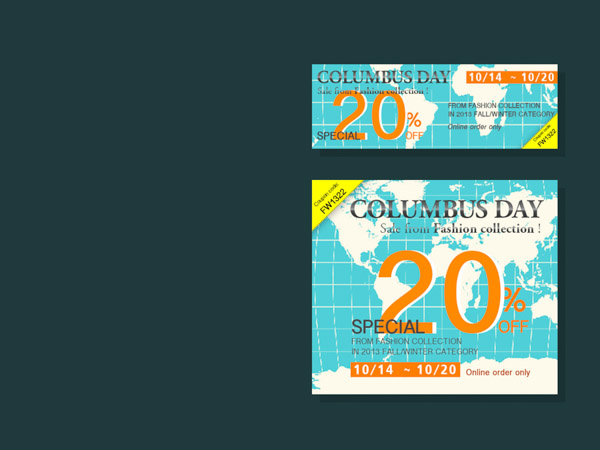 COLUMBUS DAY
10/14 ~ 10/20
Sale from Fashion collection !
20%
SPECIAL
OFF
FROM FASHION COLLECTION
IN 2013 FALL/WINTER CATEGORY
Online order only
Coupon code:
FW1322
Coupon code:
FW1322
COLUMBUS DAY
Sale from Fashion collection !
20%
SPECIAL
OFF
FROM FASHION COLLECTION
IN 2013 FALL/WINTER CATEGORY
10/14 ~ 10/20
Online order only